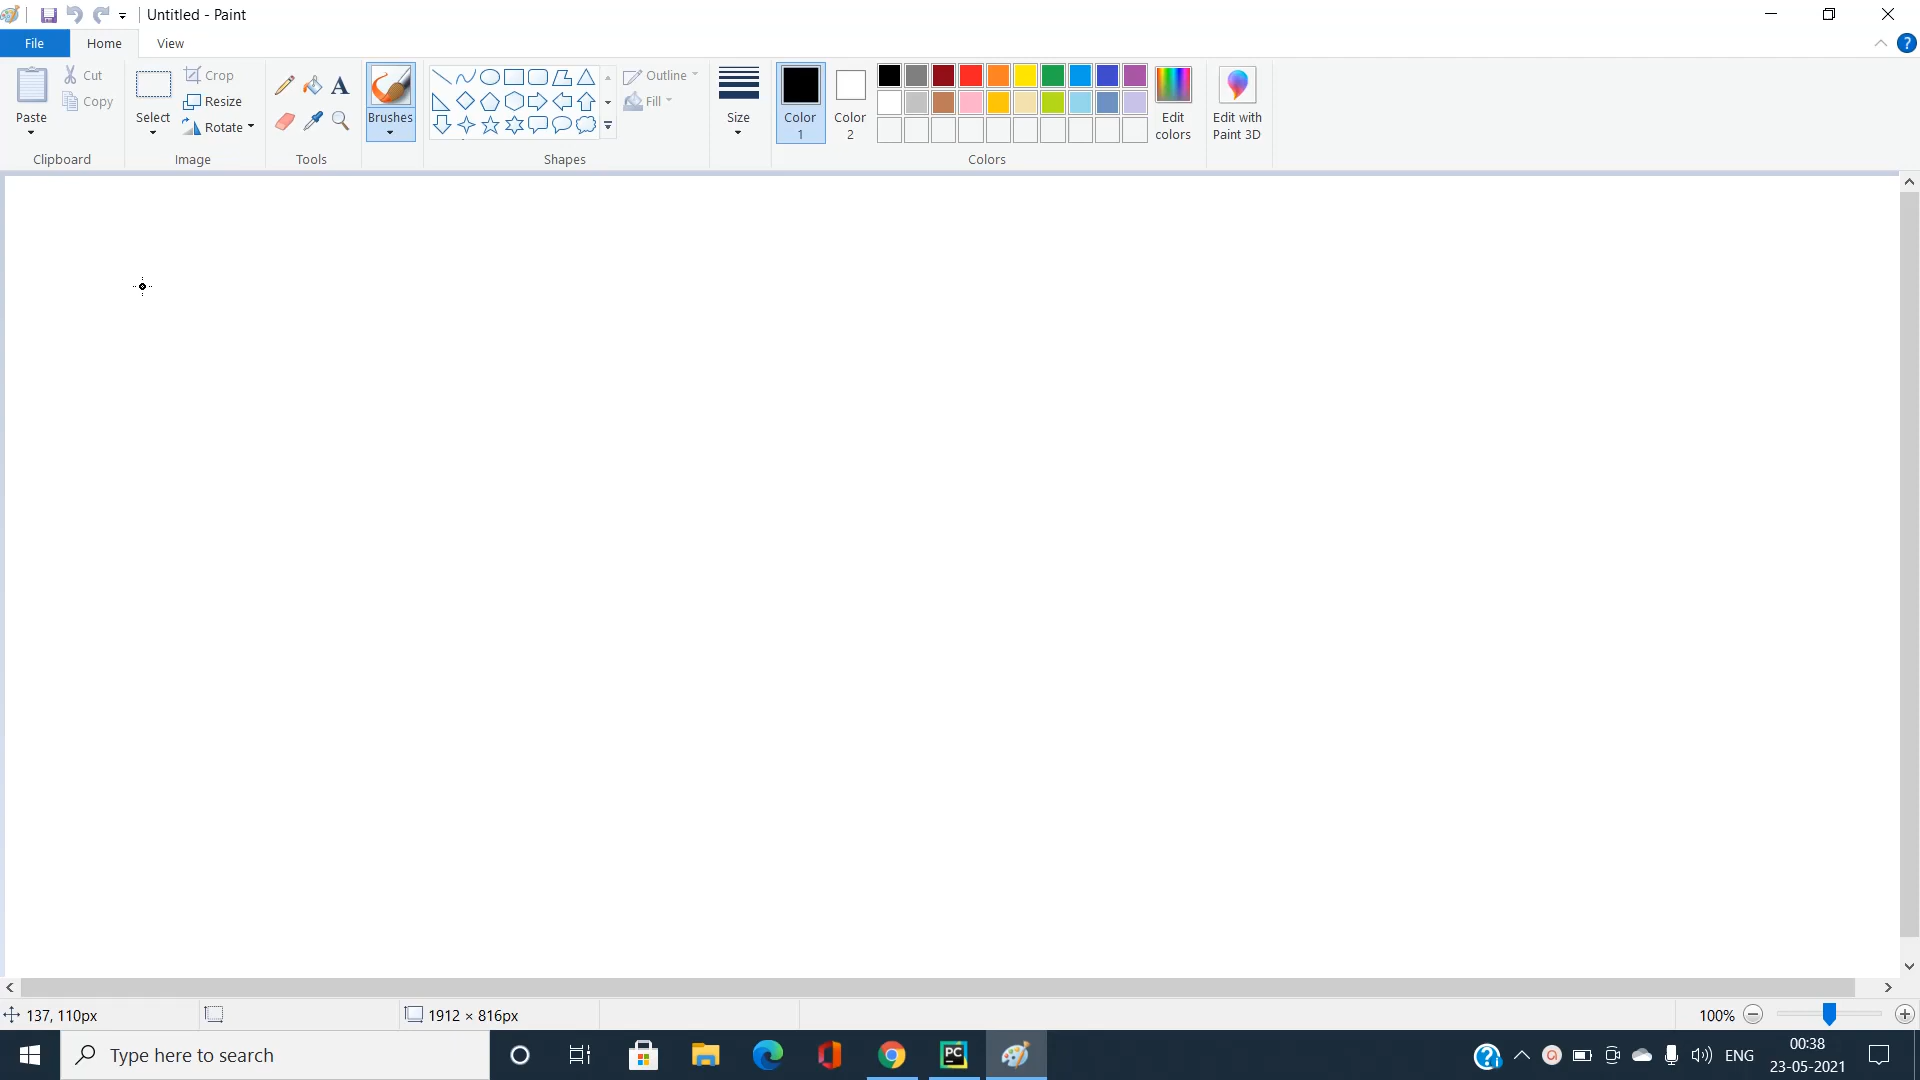 Untitled - Paint
File Home View
Paste
Cut
Copy
Clipboard
Select
Crop
Resize
Rotate
Image
A
Tools
Brushes
Shapes
Outline
Fill
Size
Color 1
Color 2
Colors
Edit colors
Edit with Paint 3D
?
137, 110px
1912 × 816px
100%
Type here to search
PC
ENG
00:38
23-05-2021